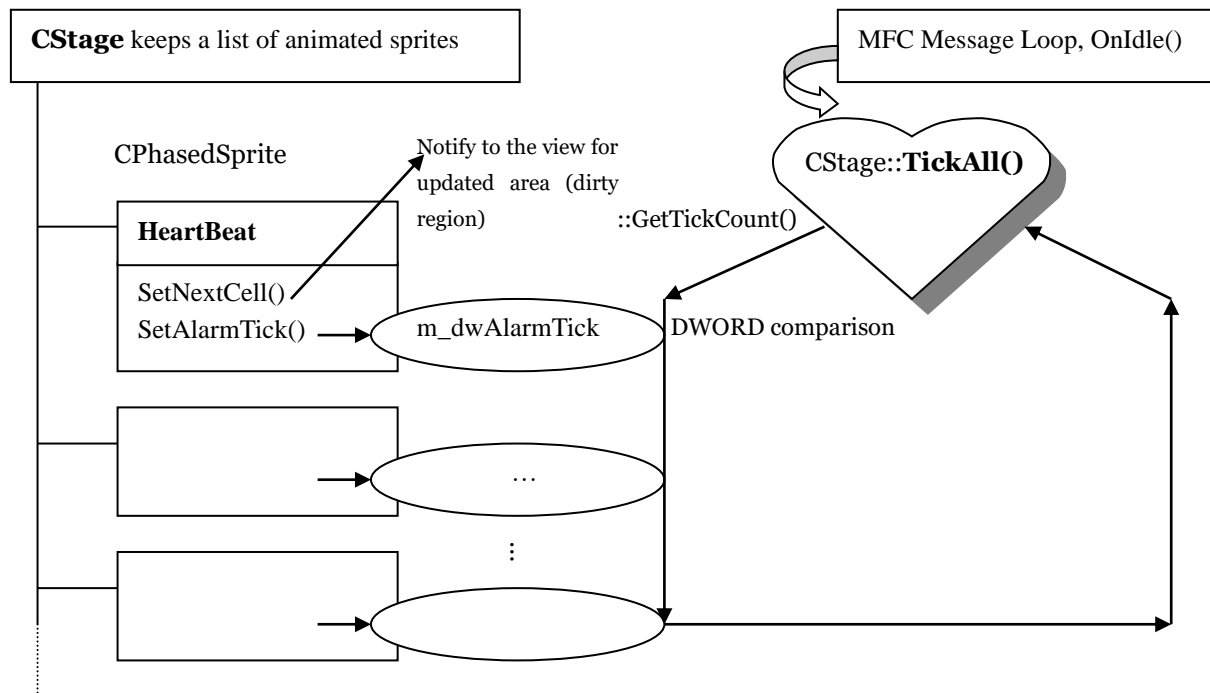 CStage keeps a list of animated sprites
MFC Message Loop, OnIdle()
CPhasedSprite
Notify to the view for
updated area (dirty
region)
CStage::TickAll()
::GetTickCount()
HeartBeat
SetNextCell()
SetAlarmTick()
m_dwAlarmTick
DWORD comparison
…
⋮